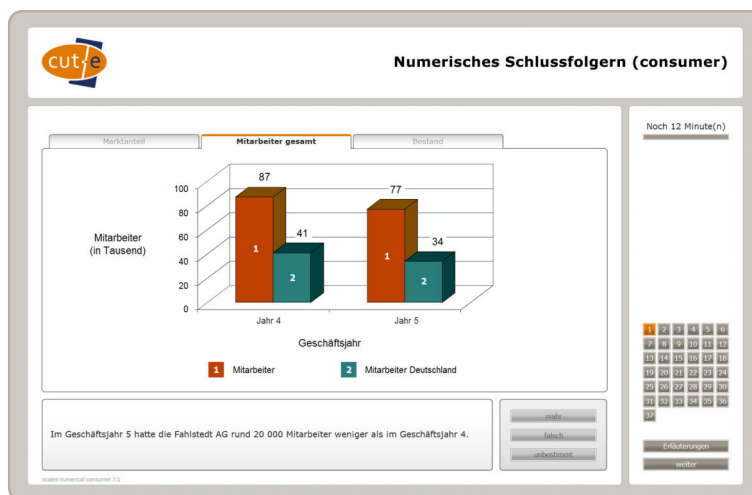 cut-e
Numerisches Schlussfolgern (consumer)
Noch 12 Minute(n)
Marktanteil
Mitarbeiter gesamt
Bestand
87
77
41
34
100
80
60
40
20
0
Mitarbeiter
(in Tausend)
1
2
1
2
Jahr 4
Jahr 5
Geschäftsjahr
1 Mitarbeiter
2 Mitarbeiter Deutschland
Im Geschäftsjahr 5 hatte die Fahlstedt AG rund 20 000 Mitarbeiter weniger als im Geschäftsjahr 4.
wahr
falsch
unbestimmt
1 2 3 4 5 6
7 8 9 10 11 12
13 14 15 16 17 18
19 20 21 22 23 24
25 26 27 28 29 30
31 32 33 34 35 36
37
Erläuterungen
weiter
scales numerical consumer 7.1